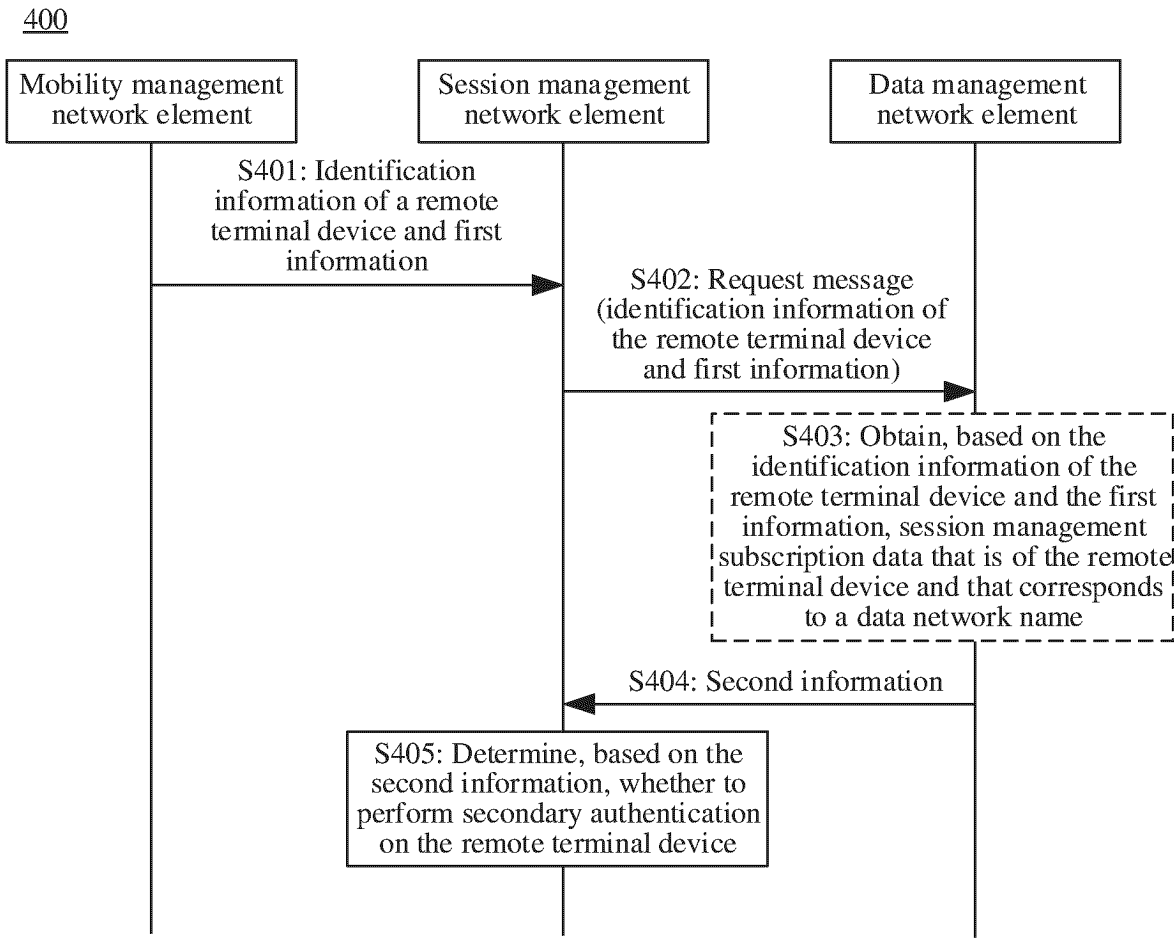 400
Mobility management
network element
Session management
network element
Data management
network element
S401: Identification
information of a remote
terminal device and first
information
S402: Request message
(identification information of
the remote terminal device
and first information)
S403: Obtain, based on the
identification information of the
remote terminal device and the first
information, session management
subscription data that is of the remote
terminal device and that corresponds
to a data network name
S404: Second information
S405: Determine, based on the
second information, whether to
perform secondary authentication
on the remote terminal device